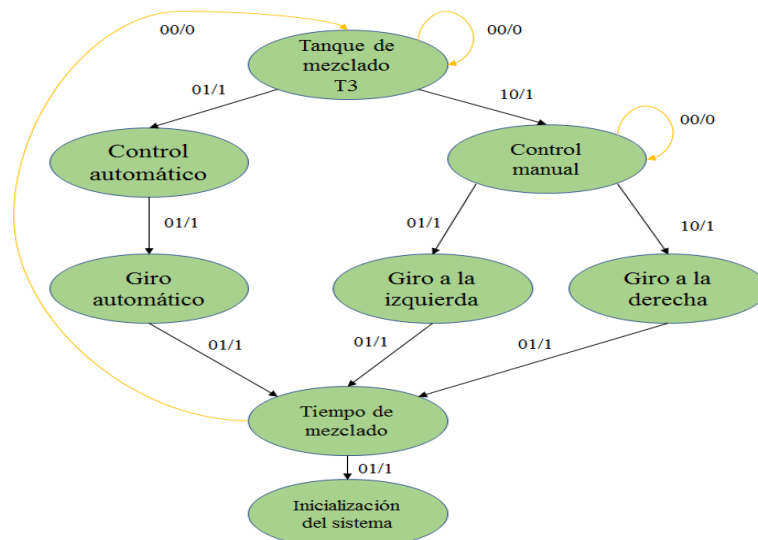 00/0
00/0
Tanque de
mezclado
T3
01/1
10/1
00/0
Control
automático
Control
manual
01/1
01/1
10/1
Giro
automático
Giro a la
izquierda
Giro a la
derecha
01/1
01/1
01/1
Tiempo de
mezclado
01/1
Inicialización
del sistema